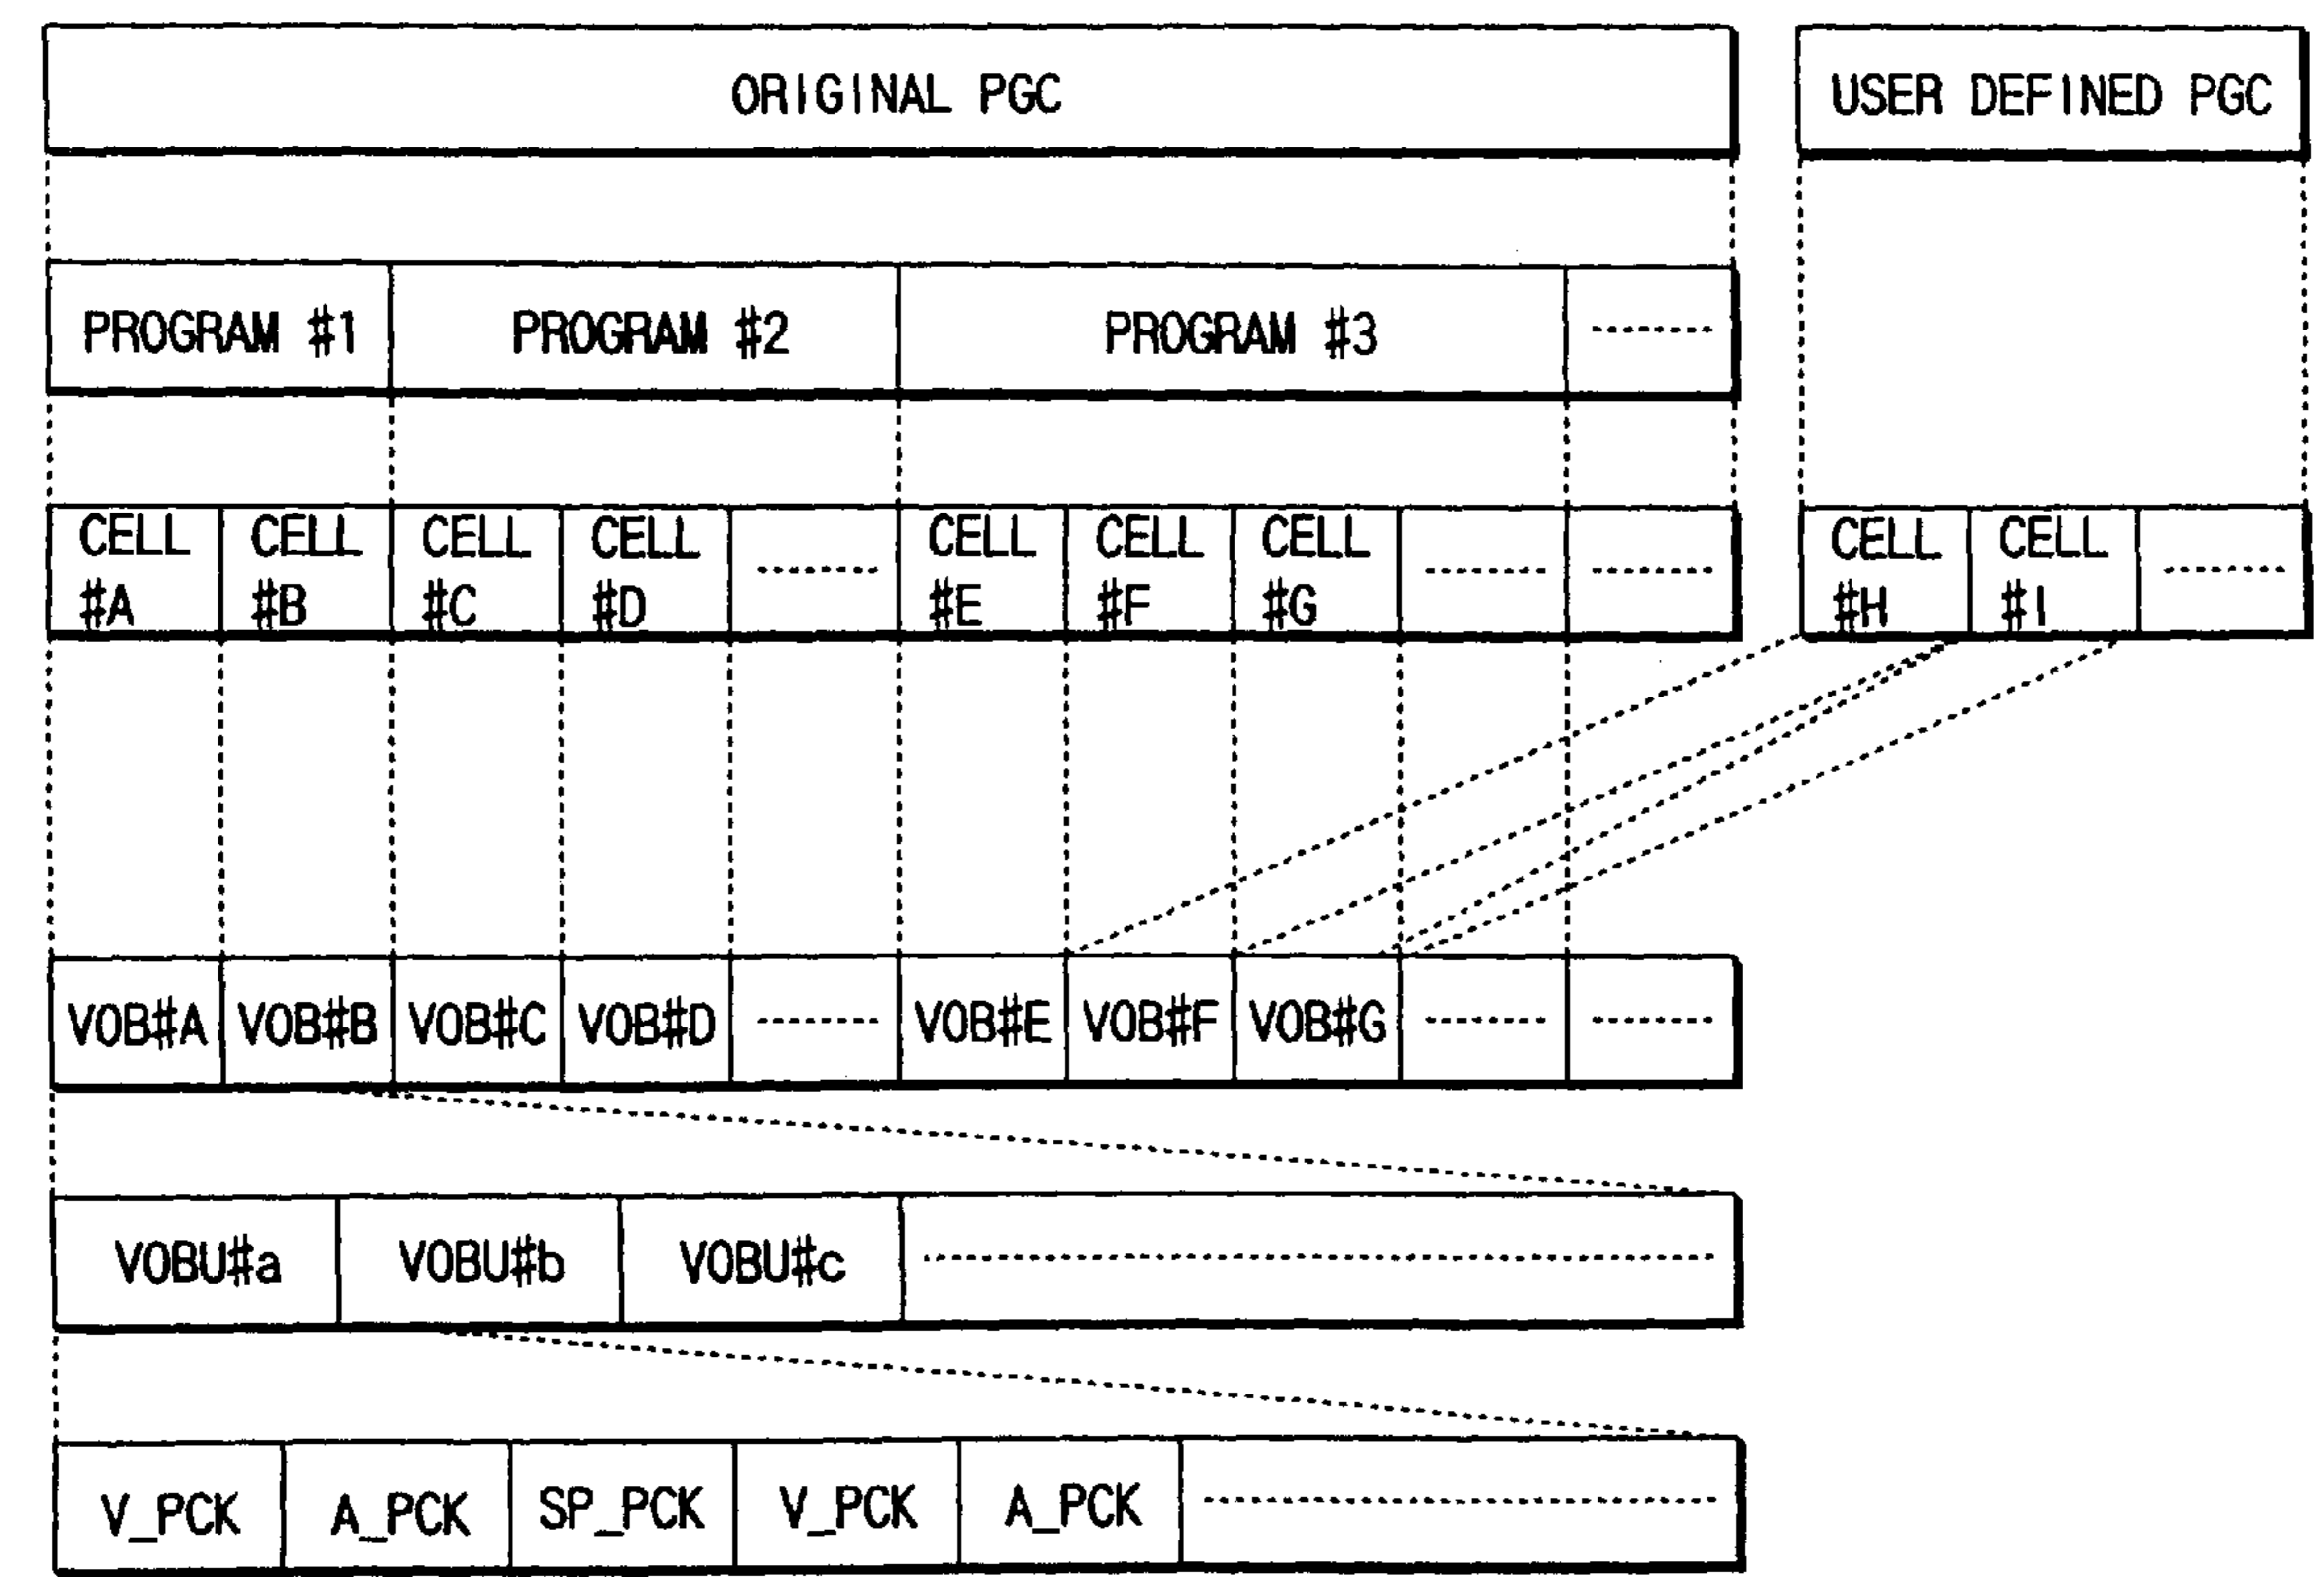 ORIGINAL PGC
USER DEFINED PGC
PROGRAM #1
PROGRAM #2
PROGRAM #3
CELL
#A
CELL
#B
CELL
#C
CELL
#D
CELL
#E
CELL
#F
CELL
#G
CELL
#H
CELL
#I
VOB#A
VOB#B
VOB#C
VOB#D
VOB#E
VOB#F
VOB#G
VOBU#a
VOBU#b
VOBU#c
V_PCK
A_PCK
SP_PCK
V_PCK
A_PCK